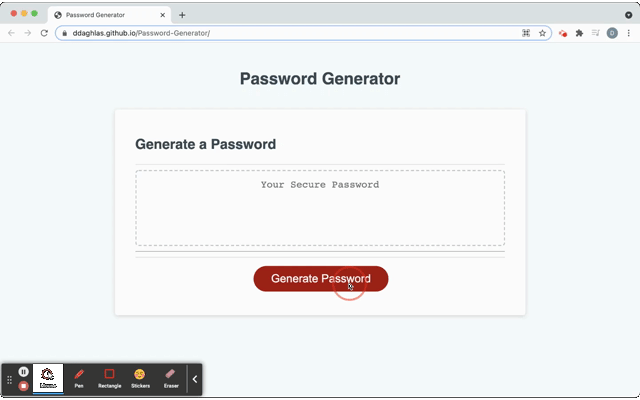 Password Generator
ddaghlas.github.io/Password-Generator/
D
Password Generator
Generate a Password
Your Secure Password
Generate Password
Mouse
Pen
Rectangle
Stickers
Eraser